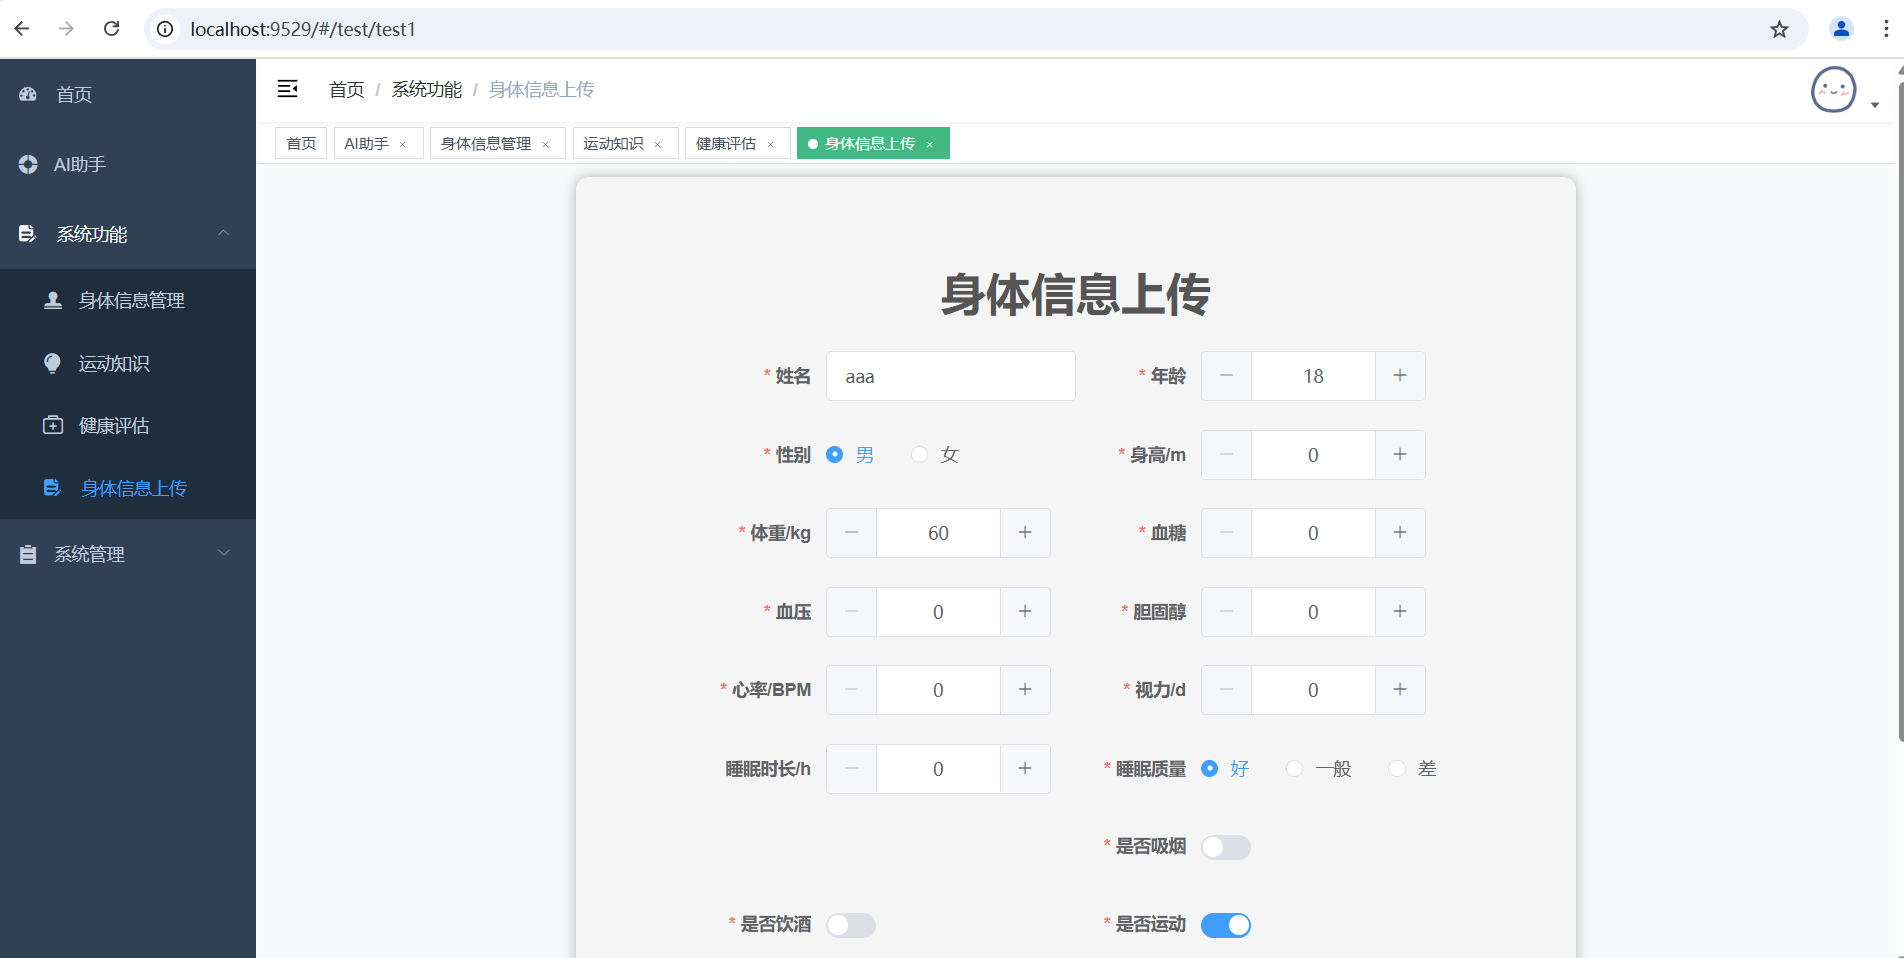 localhost:9529/#/test/test1
首页
AI助手
系统功能
身体信息管理
运动知识
健康评估
身体信息上传
系统管理
首页 / 系统功能 / 身体信息上传
首页 AI助手 × 身体信息管理 × 运动知识 × 健康评估 × 身体信息上传 ×
身体信息上传
* 姓名 aaa * 年龄 − 18 +
* 性别 男 女 * 身高/m − 0 +
* 体重/kg − 60 + * 血糖 − 0 +
* 血压 − 0 + * 胆固醇 − 0 +
* 心率/BPM − 0 + * 视力/d − 0 +
睡眠时长/h − 0 + * 睡眠质量 好 一般 差
* 是否吸烟
* 是否饮酒 * 是否运动